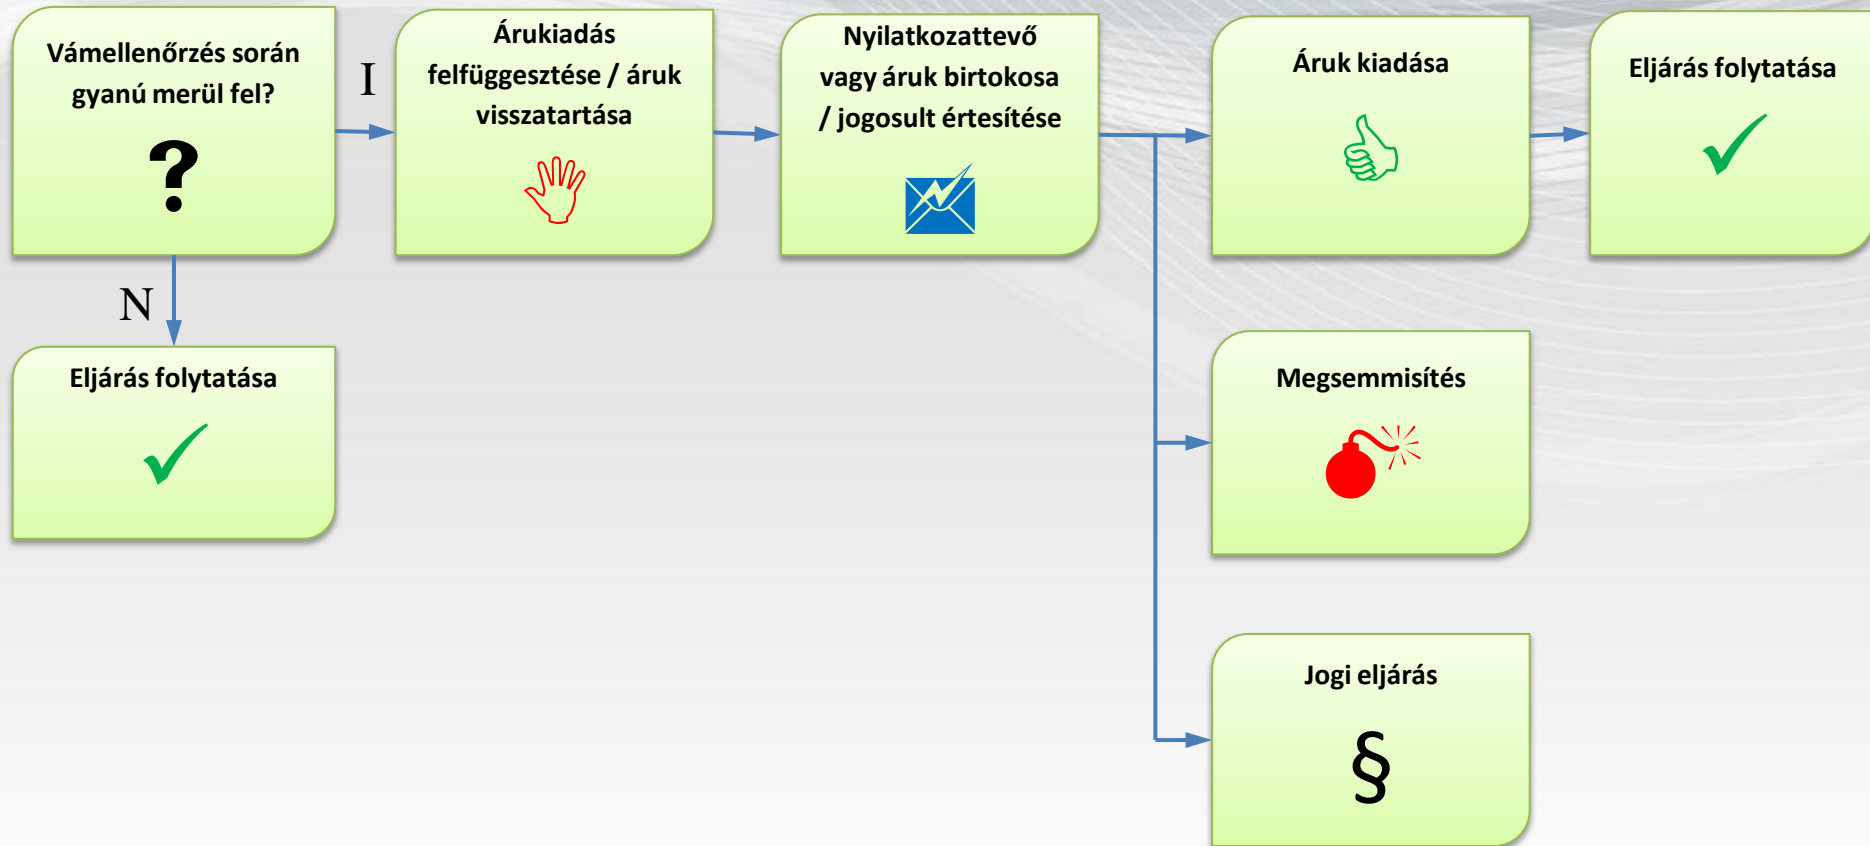 Vámellenőrzés során
gyanú merül fel?
?
I
Árukiadás
felfüggesztése / áruk
visszatartása
Nyilatkozattevő
vagy áruk birtokosa
/ jogosult értesítése
Áruk kiadása
Eljárás folytatása
N
Eljárás folytatása
Megsemmisítés
Jogi eljárás
§